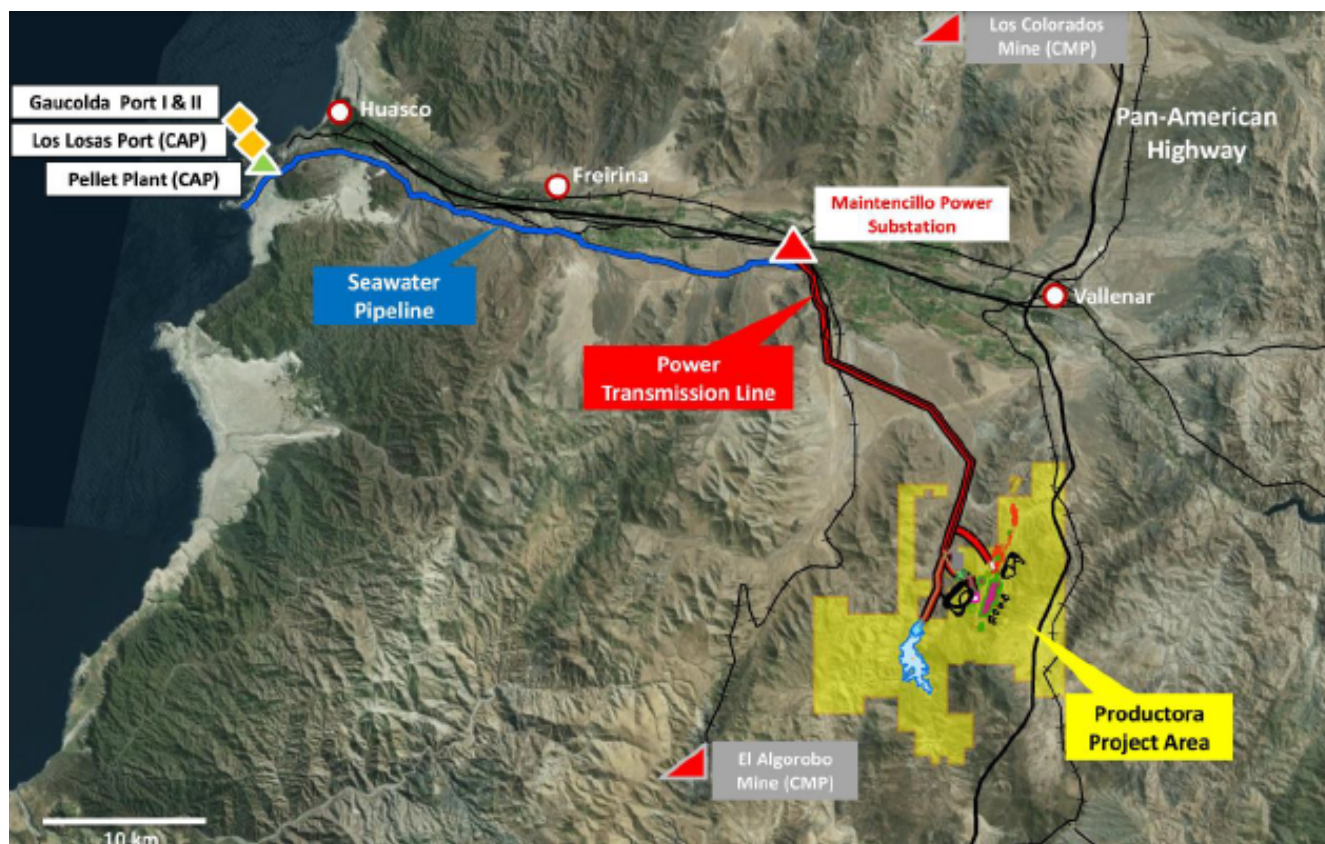 Los Colorados
Mine (CMP)
Gaucolda Port I & II
Huasco
Pan-American
Highway
Los Losas Port (CAP)
Pellet Plant (CAP)
Freirina
Maintencillo Power
Substation
Seawater
Pipeline
Vallenar
Power
Transmission Line
Productora
Project Area
El Algorobo
Mine (CMP)
10 km